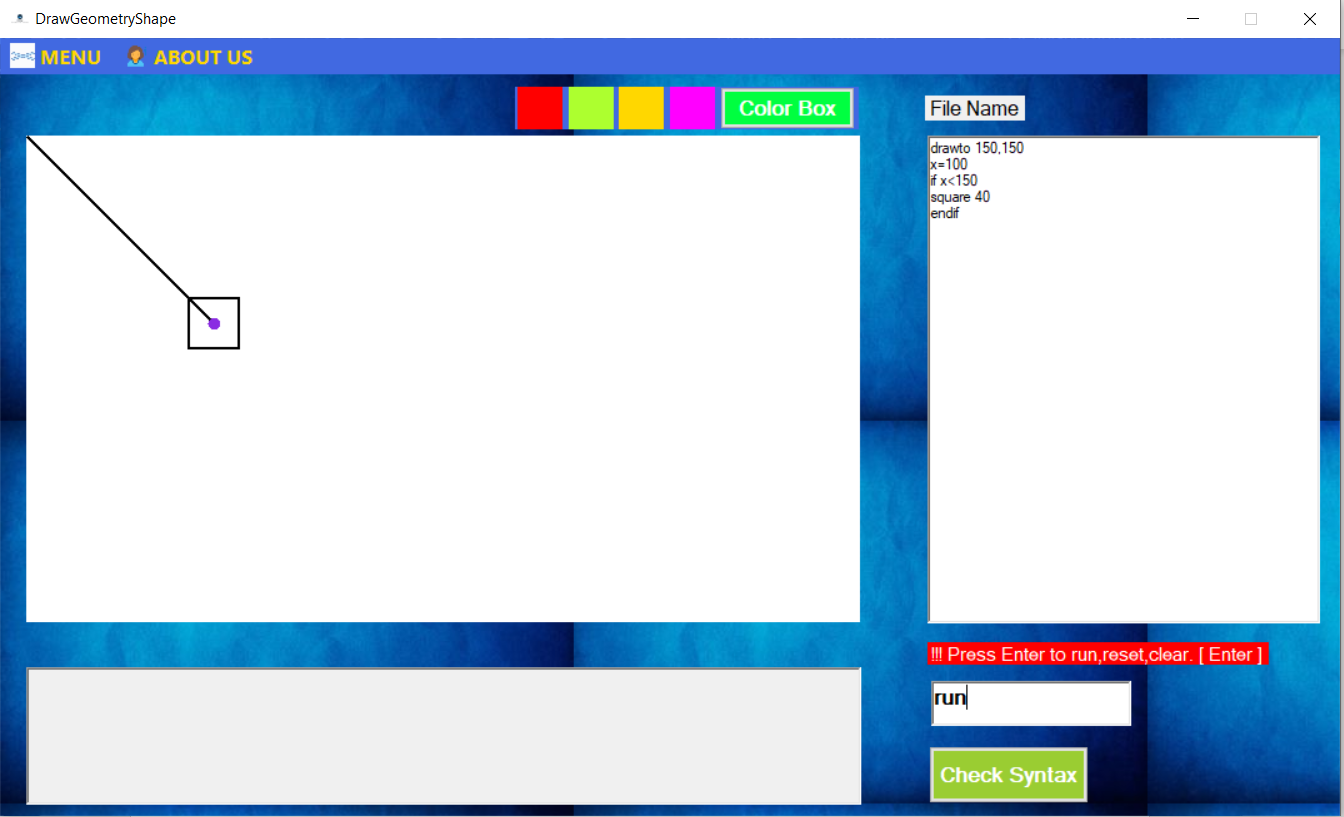 DrawGeometryShape
MENU ABOUT US
Color Box
File Name
drawto 150,150
x=100
if x<150
square 40
endif
!!! Press Enter to run,reset,clear. [ Enter ]
run
Check Syntax